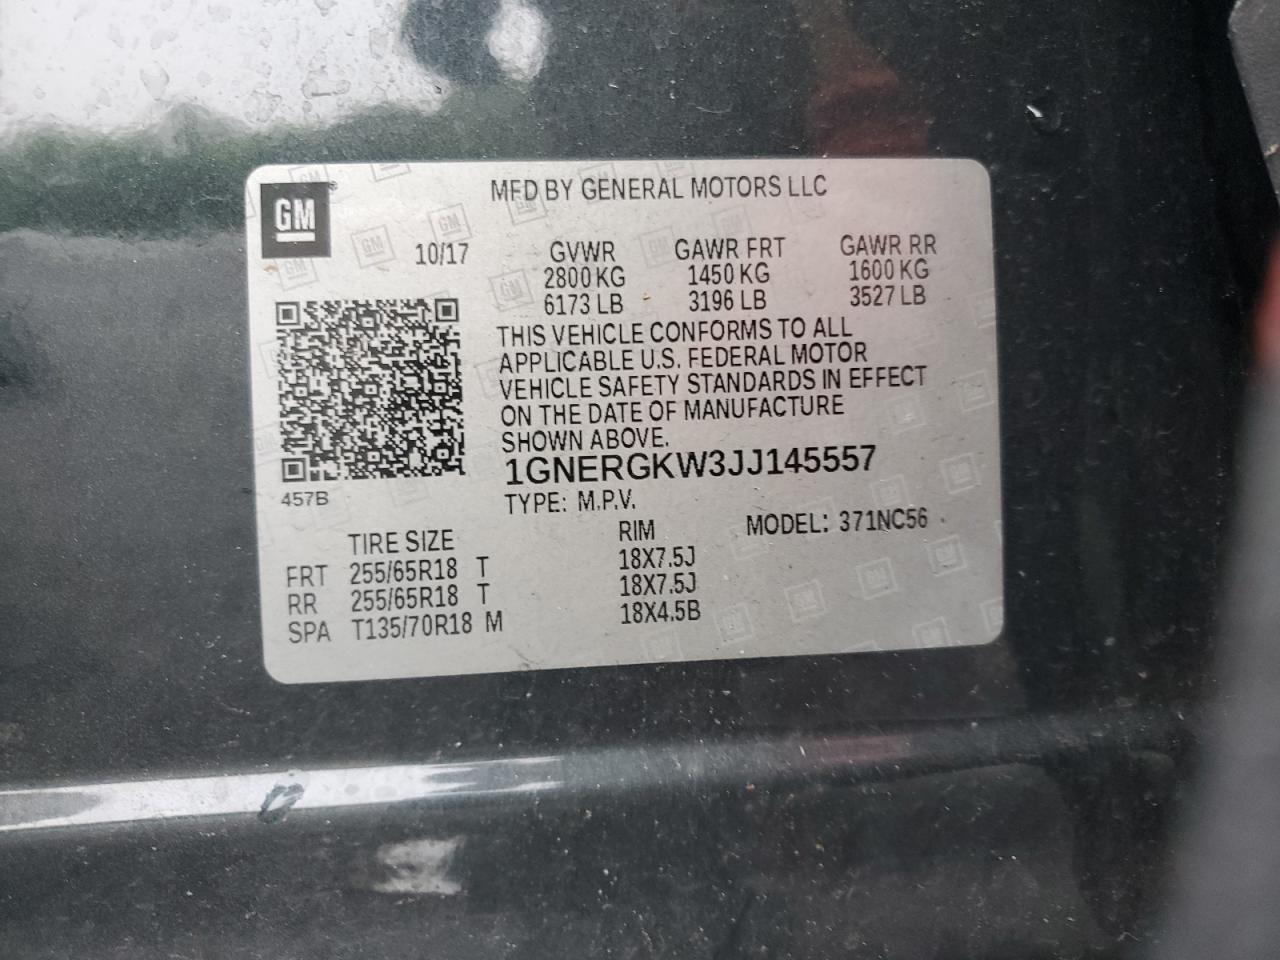 GM
MFD BY GENERAL MOTORS LLC
10/17
GVWR GAWR FRT GAWR RR
2800 KG 1450 KG 1600 KG
6173 LB 3196 LB 3527 LB
THIS VEHICLE CONFORMS TO ALL
APPLICABLE U.S. FEDERAL MOTOR
VEHICLE SAFETY STANDARDS IN EFFECT
ON THE DATE OF MANUFACTURE
SHOWN ABOVE.
1GNERGKW3JJ145557
457B
TYPE: M.P.V.
MODEL: 371NC56
TIRE SIZE RIM
FRT 255/65R18 T 18X7.5J
RR 255/65R18 T 18X7.5J
SPA T135/70R18 M 18X4.5B